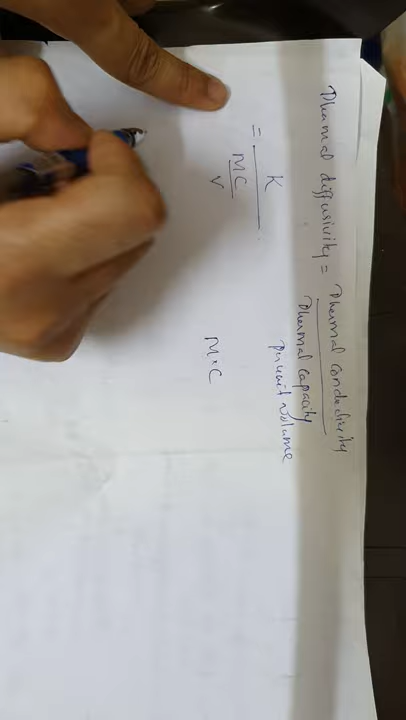 Thermal diffusivity = Thermal conductivity
Thermal Capacity
Per unit Volume
= K
MC
V
M×C